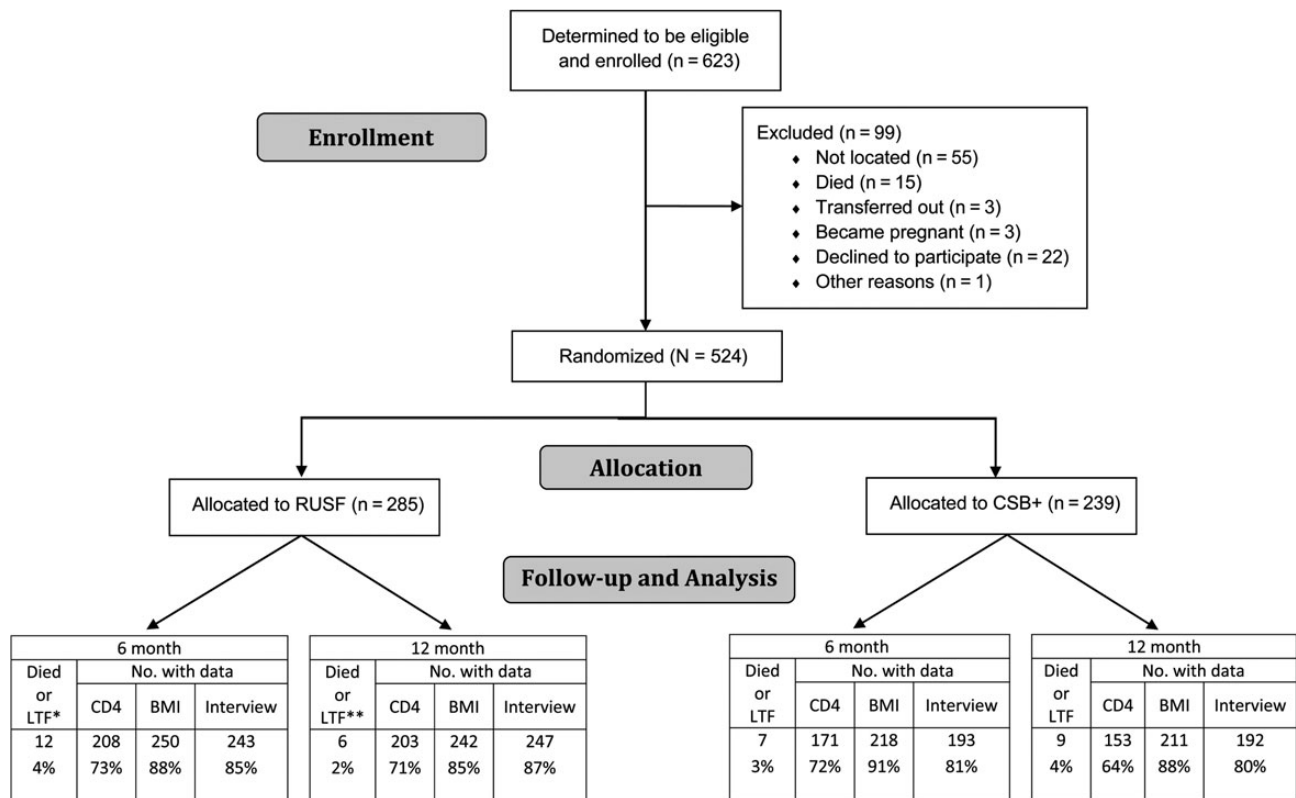 Determined to be eligible
and enrolled (n = 623)
Enrollment
Excluded (n = 99)
♦ Not located (n = 55)
♦ Died (n = 15)
♦ Transferred out (n = 3)
♦ Became pregnant (n = 3)
♦ Declined to participate (n = 22)
♦ Other reasons (n = 1)
Randomized (N = 524)
Allocation
Allocated to RUSF (n = 285)
Allocated to CSB+ (n = 239)
Follow-up and Analysis
6 month
Died or LTF* No. with data
CD4 BMI Interview
12 208 250 243
4% 73% 88% 85%
12 month
Died or LTF** No. with data
CD4 BMI Interview
6 203 242 247
2% 71% 85% 87%
6 month
Died or LTF No. with data
CD4 BMI Interview
7 171 218 193
3% 72% 91% 81%
12 month
Died or LTF No. with data
CD4 BMI Interview
9 153 211 192
4% 64% 88% 80%